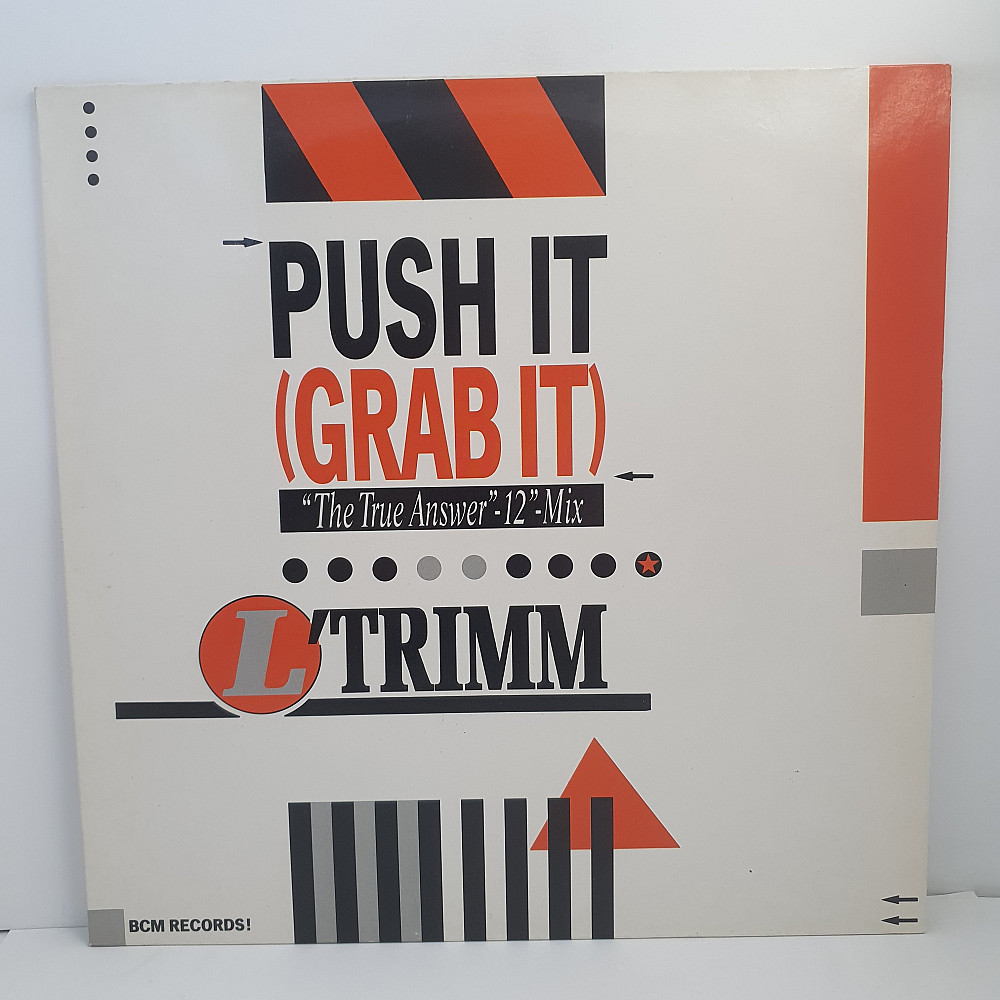 PUSH IT
(GRAB IT)
“The True Answer”-12”-Mix
L'TRIMM
BCM RECORDS!